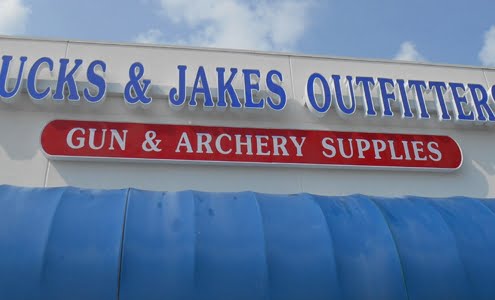 UCKS & JAKES OUTFITTERS
GUN & ARCHERY SUPPLIES